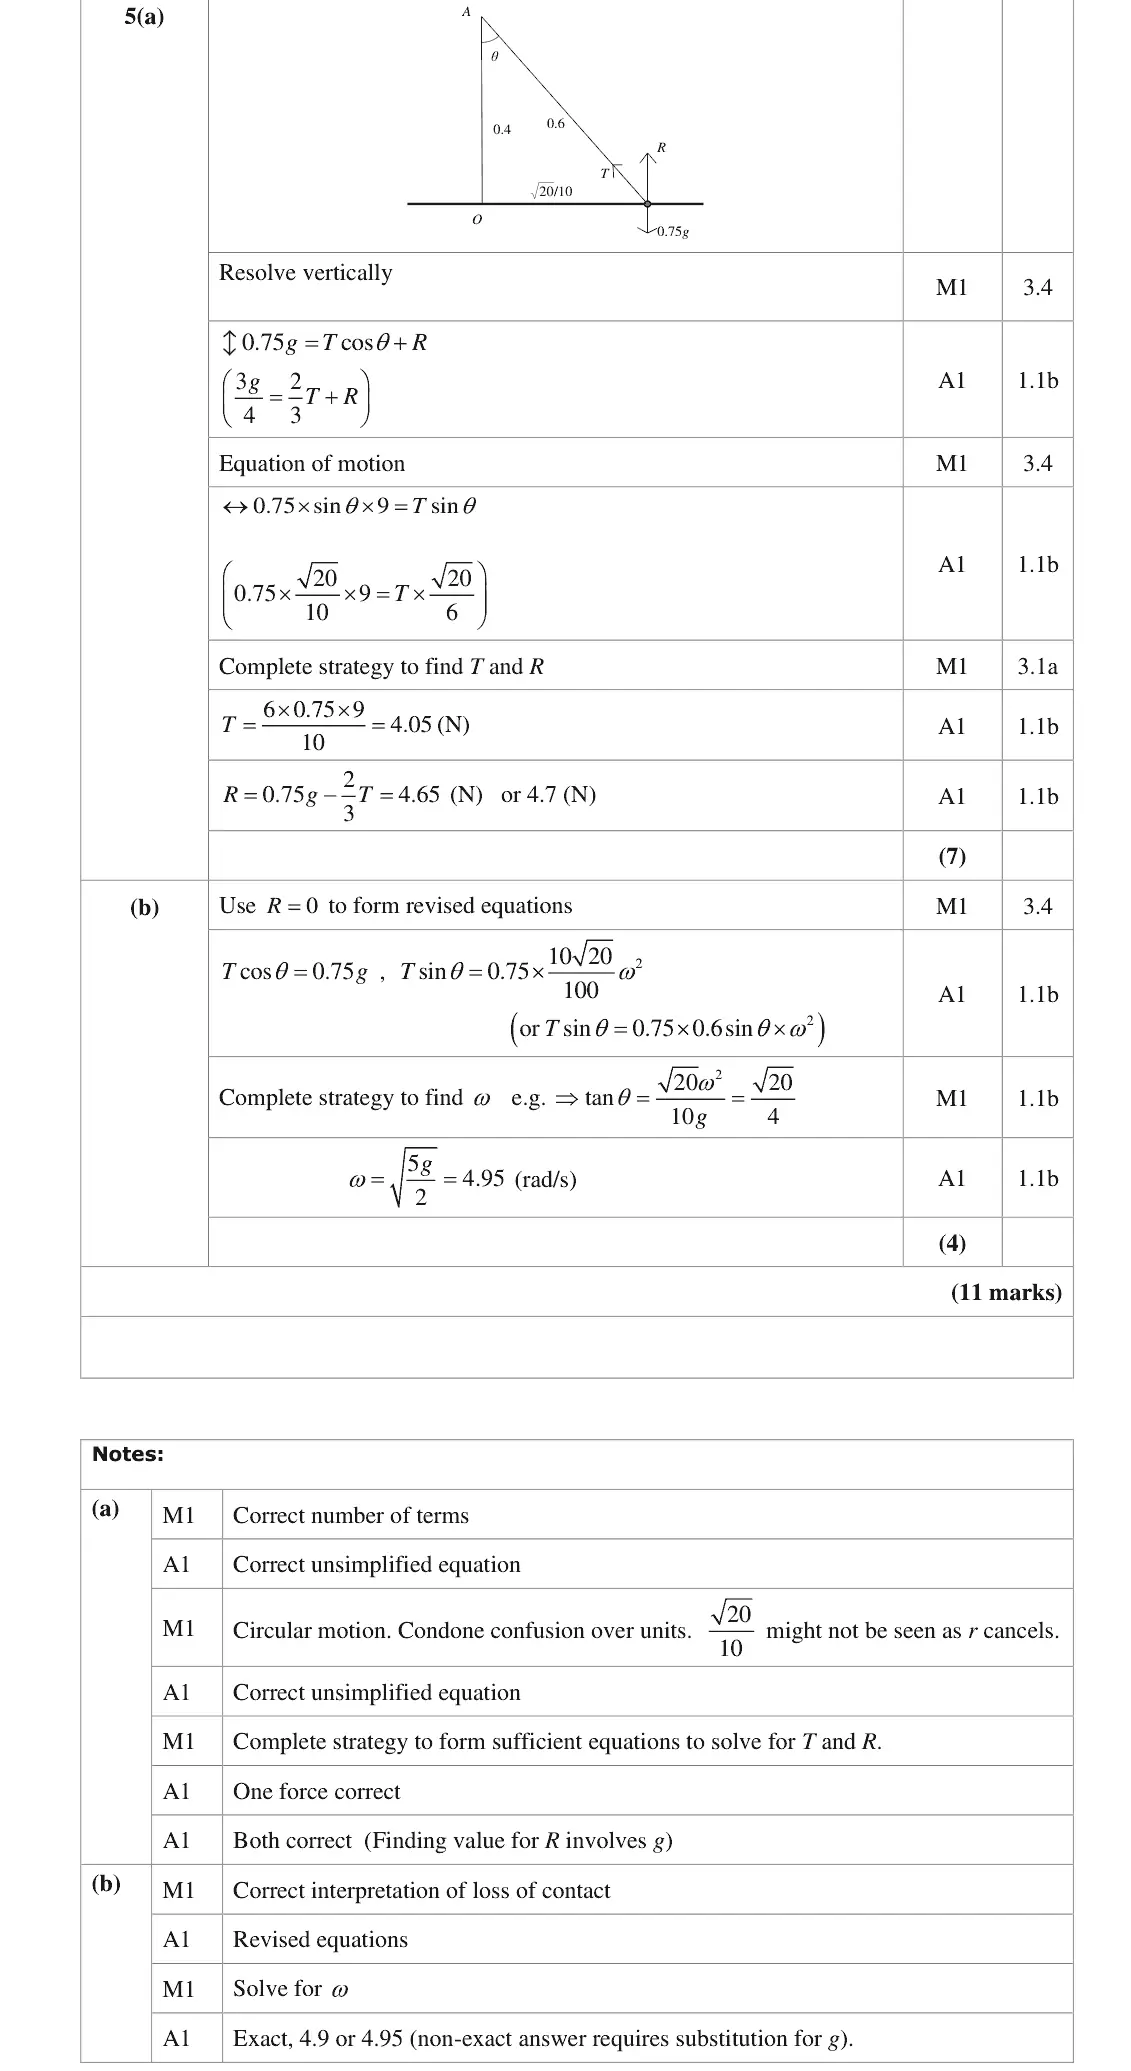 5(a)
A
θ
0.4
0.6
R
T
√20/10
O
0.75g
Resolve vertically
M1
3.4
↕ 0.75g = T cos θ + R
(3g/4 = 2/3 T + R)
A1
1.1b
Equation of motion
M1
3.4
↔ 0.75 × sin θ × 9 = T sin θ
(0.75 × √20/10 × 9 = T × √20/6)
A1
1.1b
Complete strategy to find T and R
M1
3.1a
T = 6 × 0.75 × 9/10 = 4.05 (N)
A1
1.1b
R = 0.75g − 2/3 T = 4.65 (N) or 4.7 (N)
A1
1.1b
(7)
(b)
Use R = 0 to form revised equations
M1
3.4
T cos θ = 0.75g , T sin θ = 0.75 × 10√20/100 ω²
(or T sin θ = 0.75 × 0.6 sin θ × ω²)
A1
1.1b
Complete strategy to find ω e.g. ⇒ tan θ = √20ω²/10g = √20/4
M1
1.1b
ω = √(5g/2) = 4.95 (rad/s)
A1
1.1b
(4)
(11 marks)
Notes:
(a)
M1 Correct number of terms
A1 Correct unsimplified equation
M1 Circular motion. Condone confusion over units. √20/10 might not be seen as r cancels.
A1 Correct unsimplified equation
M1 Complete strategy to form sufficient equations to solve for T and R.
A1 One force correct
A1 Both correct (Finding value for R involves g)
(b)
M1 Correct interpretation of loss of contact
A1 Revised equations
M1 Solve for ω
A1 Exact, 4.9 or 4.95 (non-exact answer requires substitution for g).